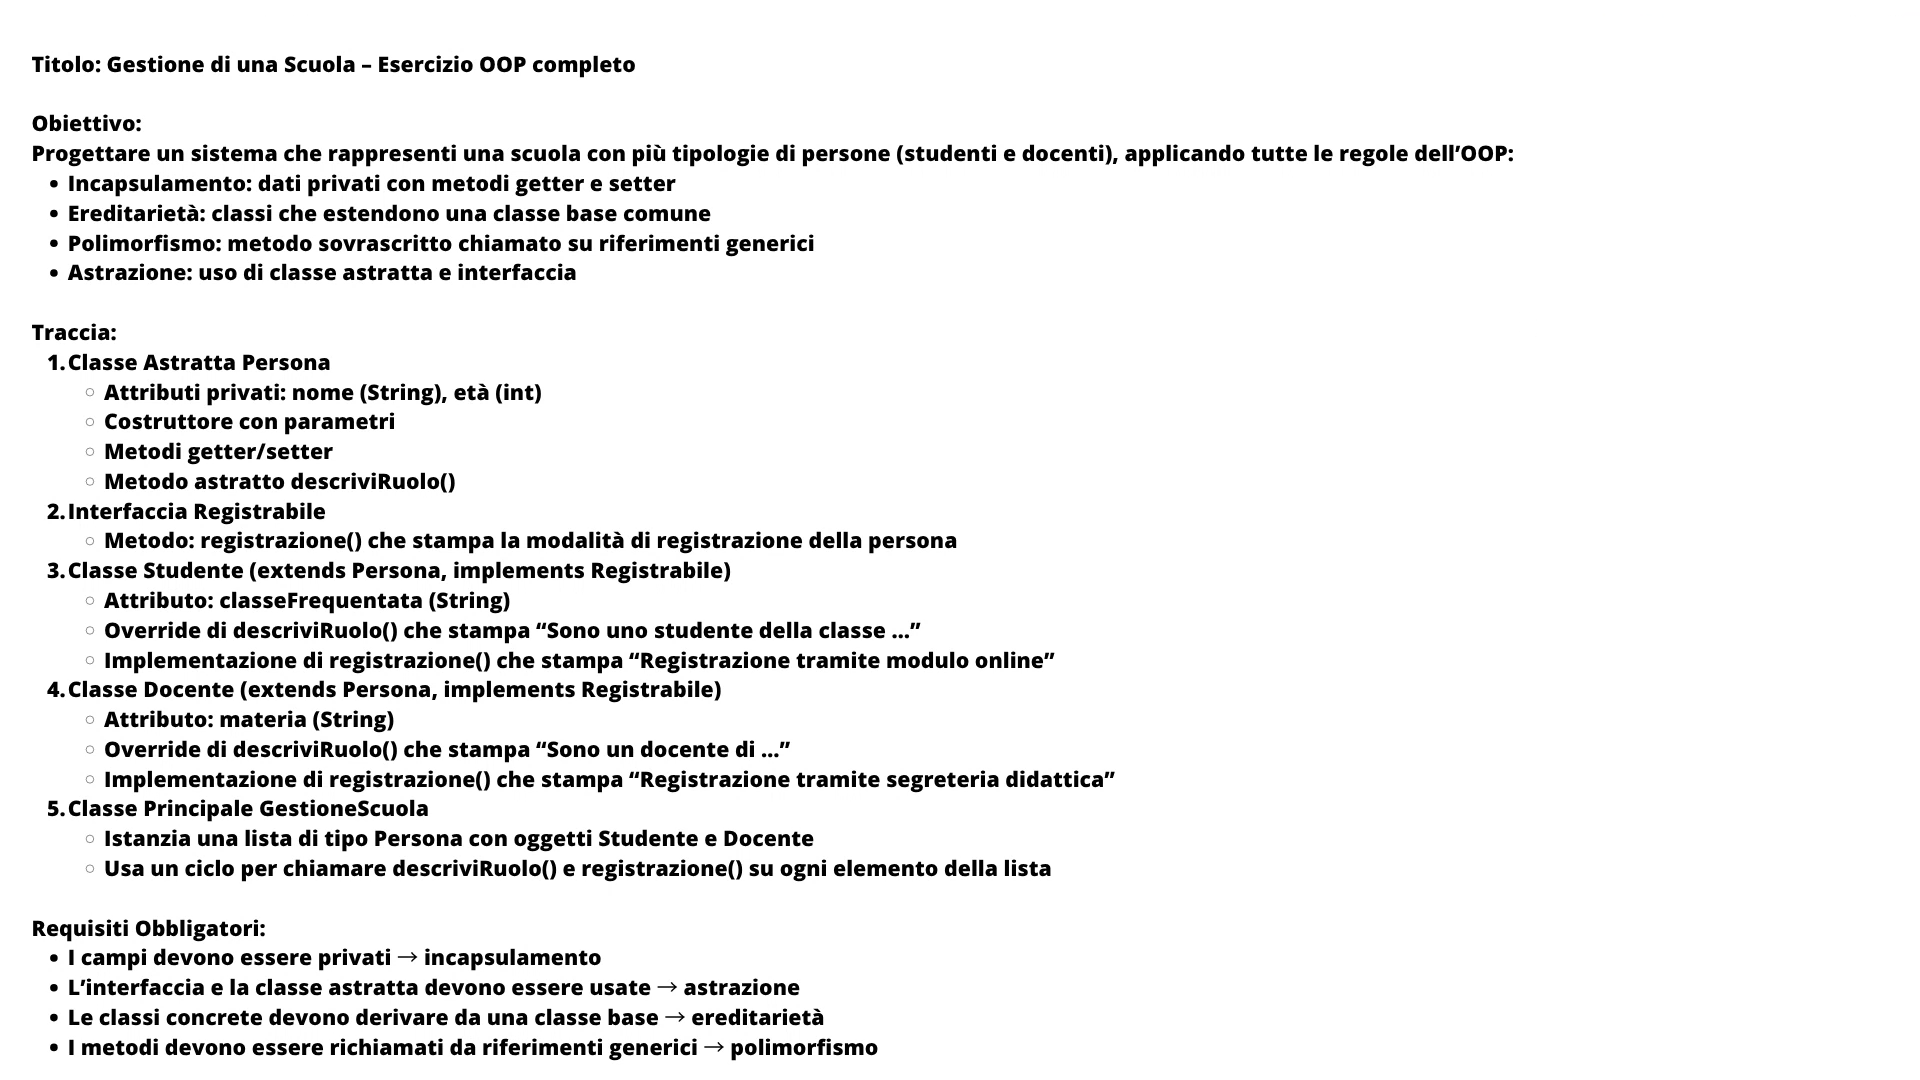 Titolo: Gestione di una Scuola – Esercizio OOP completo
Obiettivo:
Progettare un sistema che rappresenti una scuola con più tipologie di persone (studenti e docenti), applicando tutte le regole dell’OOP:
• Incapsulamento: dati privati con metodi getter e setter
• Ereditarietà: classi che estendono una classe base comune
• Polimorfismo: metodo sovrascritto chiamato su riferimenti generici
• Astrazione: uso di classe astratta e interfaccia
Traccia:
1. Classe Astratta Persona
○ Attributi privati: nome (String), età (int)
○ Costruttore con parametri
○ Metodi getter/setter
○ Metodo astratto descriviRuolo()
2. Interfaccia Registrabile
○ Metodo: registrazione() che stampa la modalità di registrazione della persona
3. Classe Studente (extends Persona, implements Registrabile)
○ Attributo: classeFrequentata (String)
○ Override di descriviRuolo() che stampa “Sono uno studente della classe ...”
○ Implementazione di registrazione() che stampa “Registrazione tramite modulo online”
4. Classe Docente (extends Persona, implements Registrabile)
○ Attributo: materia (String)
○ Override di descriviRuolo() che stampa “Sono un docente di ...”
○ Implementazione di registrazione() che stampa “Registrazione tramite segreteria didattica”
5. Classe Principale GestioneScuola
○ Istanzia una lista di tipo Persona con oggetti Studente e Docente
○ Usa un ciclo per chiamare descriviRuolo() e registrazione() su ogni elemento della lista
Requisiti Obbligatori:
• I campi devono essere privati → incapsulamento
• L’interfaccia e la classe astratta devono essere usate → astrazione
• Le classi concrete devono derivare da una classe base → ereditarietà
• I metodi devono essere richiamati da riferimenti generici → polimorfismo